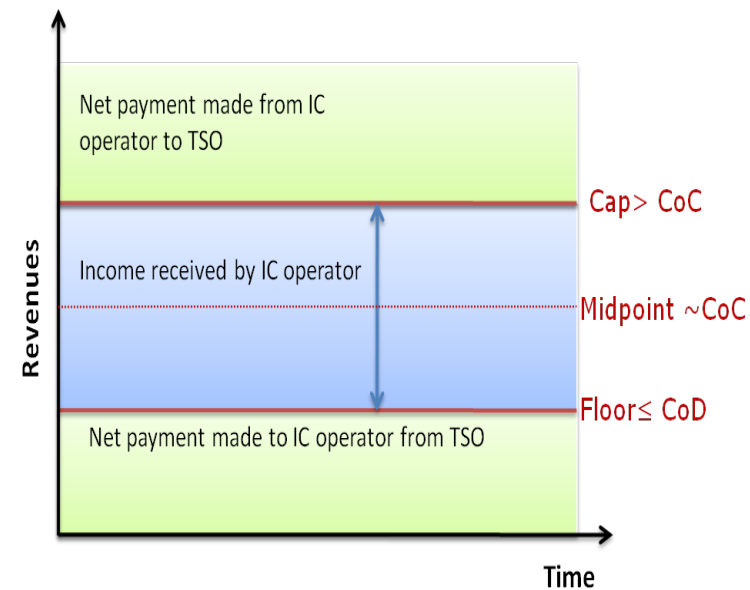 Net payment made from IC
operator to TSO
Cap> CoC
Income received by IC operator
Midpoint ~CoC
Floor≤ CoD
Net payment made to IC operator from TSO
Revenues
Time